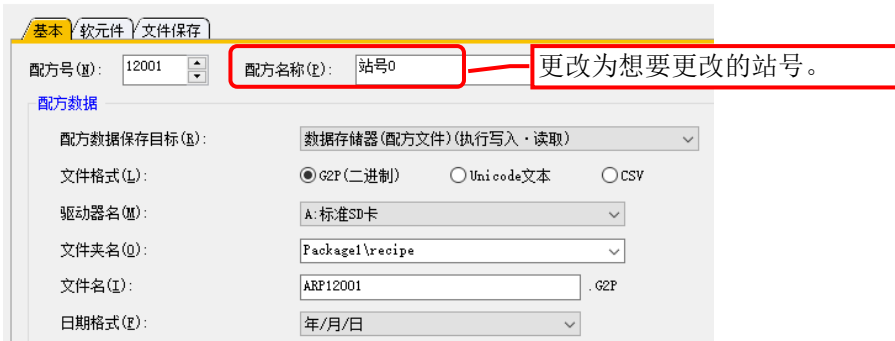 基本 软元件 文件保存
配方号(N): 12001 配方名称(P): 站号0 更改为想要更改的站号。
配方数据
配方数据保存目标(R): 数据存储器(配方文件)(执行写入・读取)
文件格式(L): G2P(二进制) Unicode文本 CSV
驱动器名(M): A:标准SD卡
文件夹名(O): Package1\recipe
文件名(I): ARP12001 .G2P
日期格式(F): 年/月/日